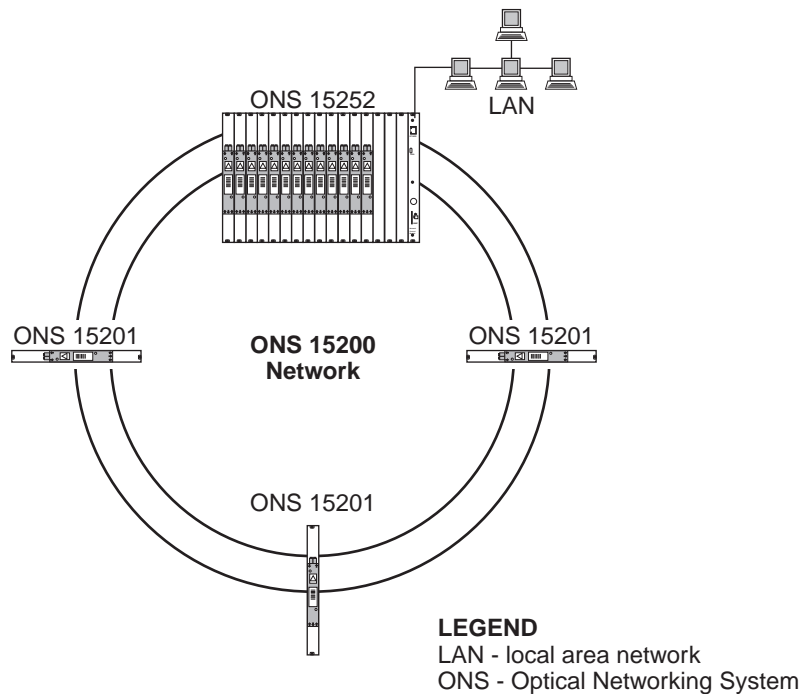 ONS 15252
LAN
ONS 15201
ONS 15200
Network
ONS 15201
ONS 15201
LEGEND
LAN - local area network
ONS - Optical Networking System